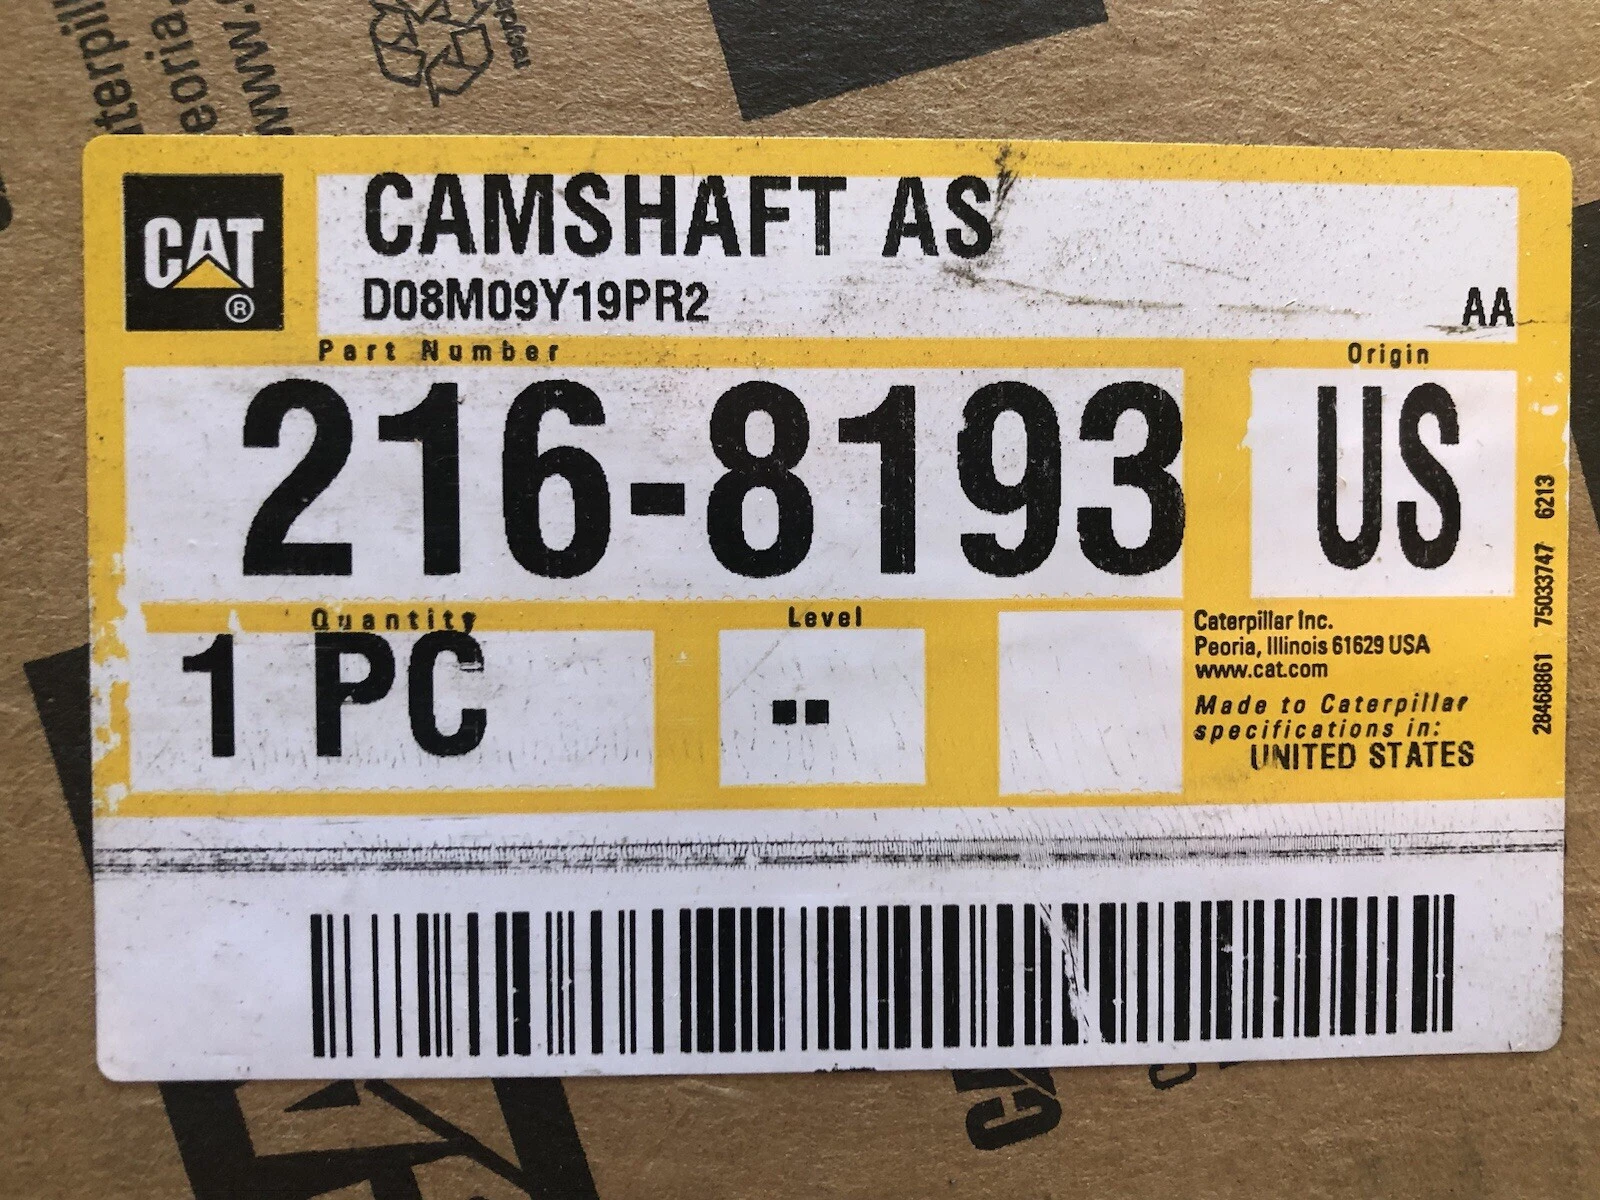 CAT
®
CAMSHAFT AS
D08M09Y19PR2
AA
Part Number
Origin
216-8193
US
Quantity
Level
1 PC
--
Caterpillar Inc.
Peoria, Illinois 61629 USA
www.cat.com
Made to Caterpillar
specifications in:
UNITED STATES
28468861 75033747 6213
www.